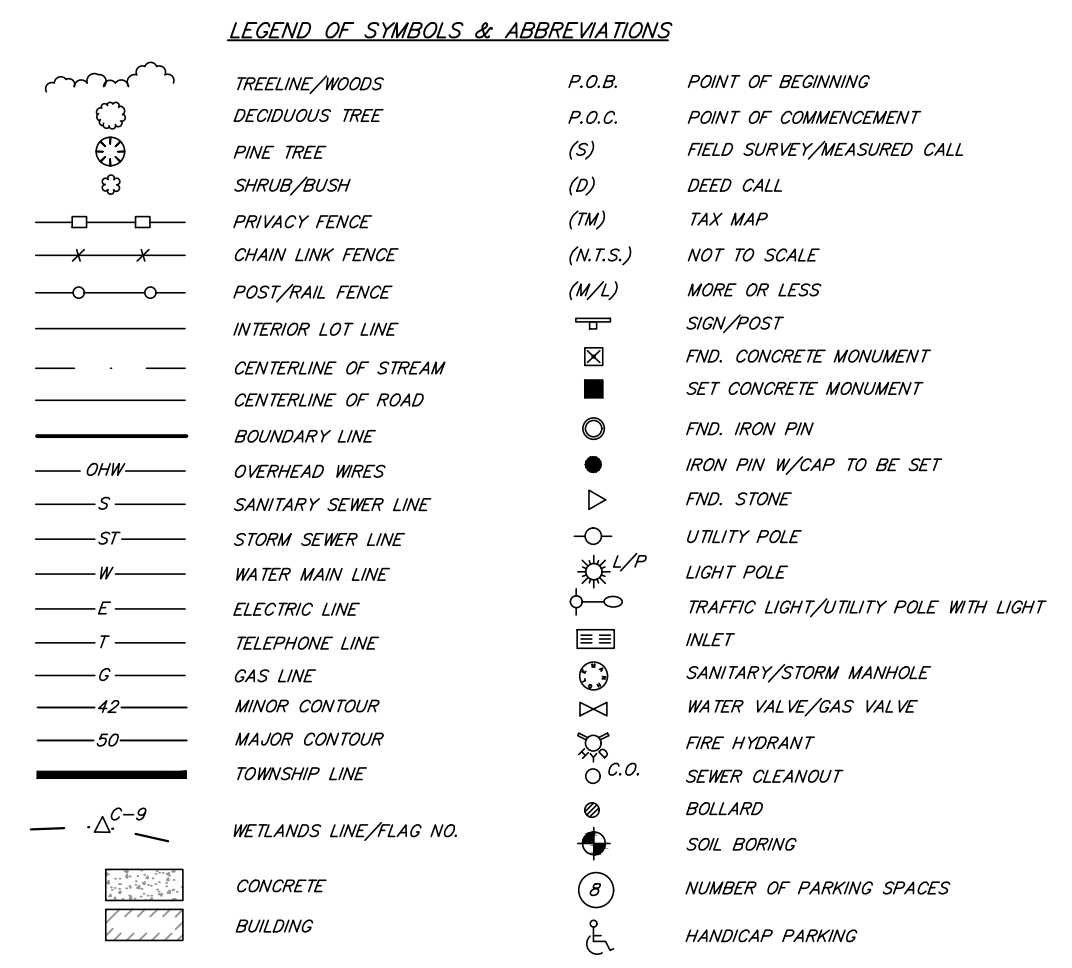 LEGEND OF SYMBOLS & ABBREVIATIONS
TREELINE/WOODS
DECIDUOUS TREE
PINE TREE
SHRUB/BUSH
PRIVACY FENCE
X X CHAIN LINK FENCE
POST/RAIL FENCE
INTERIOR LOT LINE
CENTERLINE OF STREAM
CENTERLINE OF ROAD
BOUNDARY LINE
OHW OVERHEAD WIRES
S SANITARY SEWER LINE
ST STORM SEWER LINE
W WATER MAIN LINE
E ELECTRIC LINE
T TELEPHONE LINE
G GAS LINE
42 MINOR CONTOUR
50 MAJOR CONTOUR
TOWNSHIP LINE
C-9 WETLANDS LINE/FLAG NO.
CONCRETE
BUILDING
P.O.B. POINT OF BEGINNING
P.O.C. POINT OF COMMENCEMENT
(S) FIELD SURVEY/MEASURED CALL
(D) DEED CALL
(TM) TAX MAP
(N.T.S.) NOT TO SCALE
(M/L) MORE OR LESS
SIGN/POST
FND. CONCRETE MONUMENT
SET CONCRETE MONUMENT
FND. IRON PIN
IRON PIN W/CAP TO BE SET
FND. STONE
UTILITY POLE
L/P LIGHT POLE
TRAFFIC LIGHT/UTILITY POLE WITH LIGHT
INLET
SANITARY/STORM MANHOLE
WATER VALVE/GAS VALVE
FIRE HYDRANT
C.O. SEWER CLEANOUT
BOLLARD
SOIL BORING
8 NUMBER OF PARKING SPACES
HANDICAP PARKING